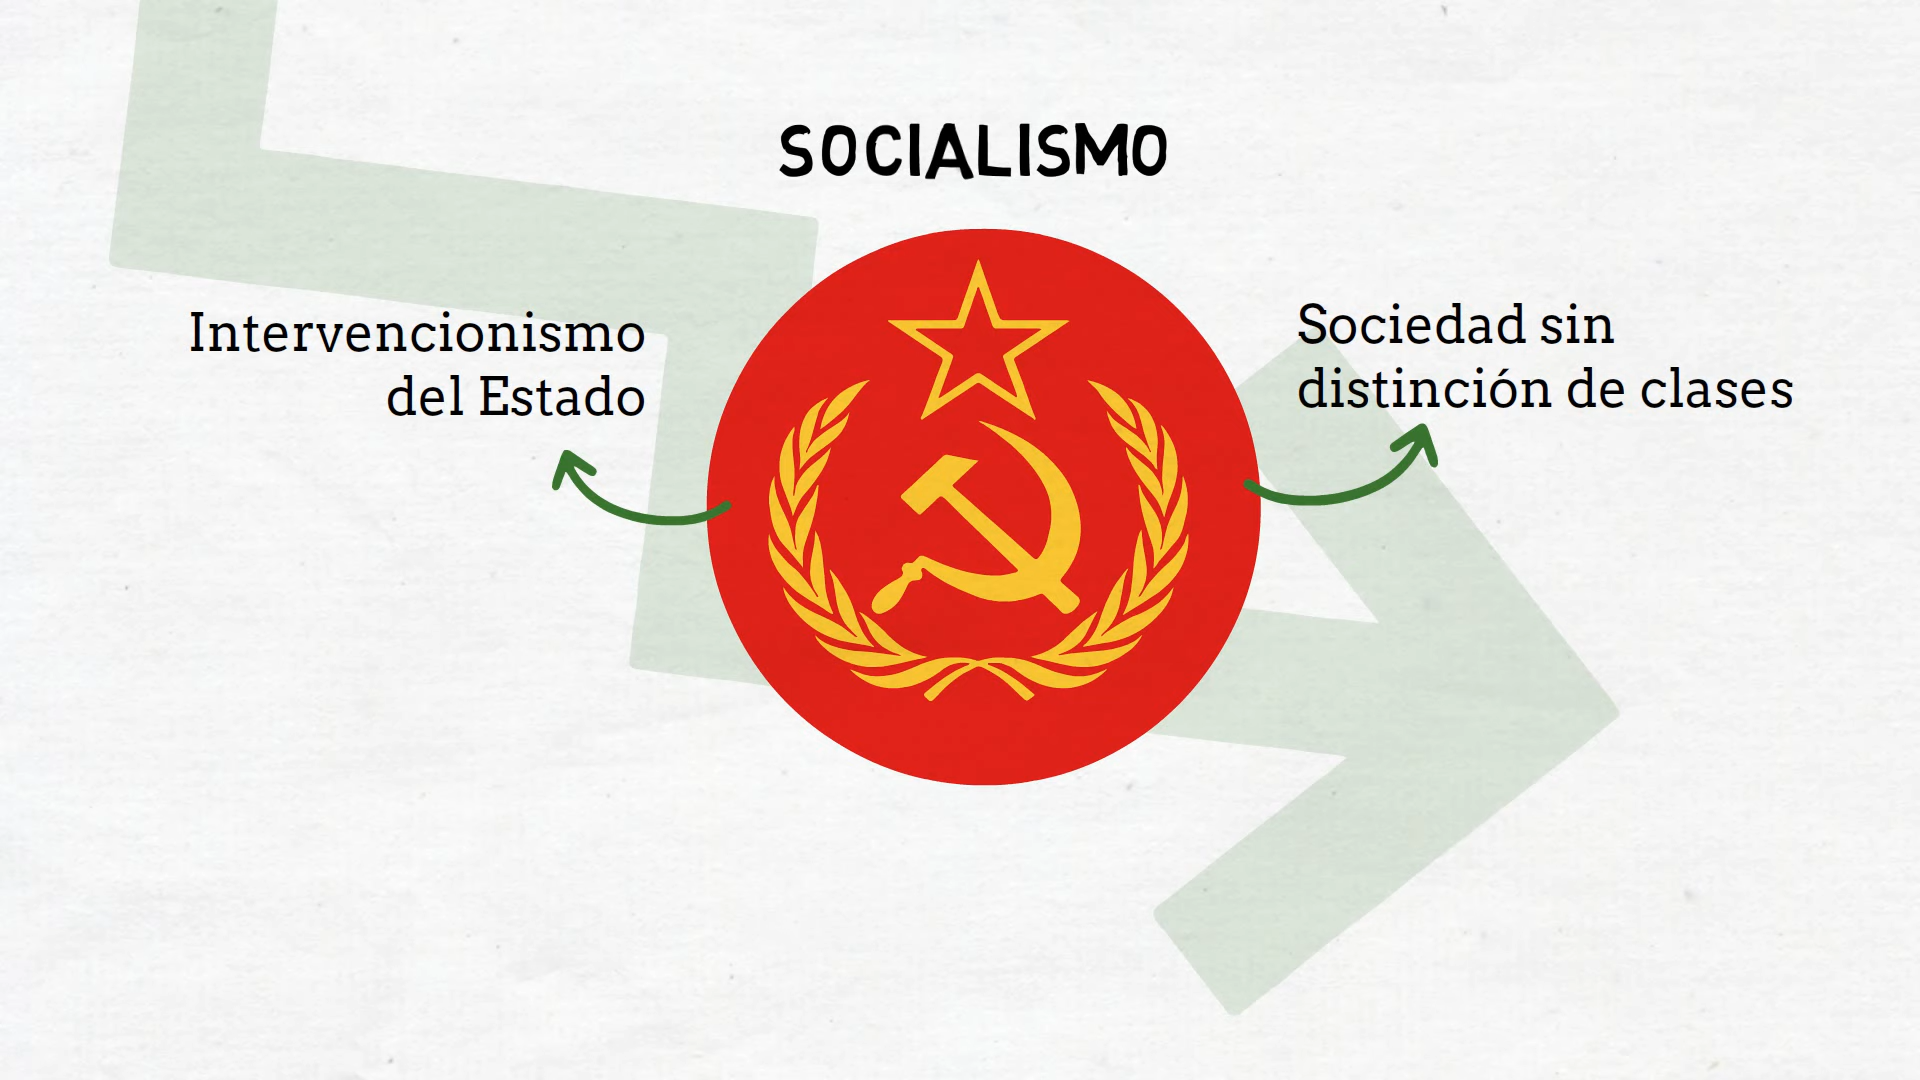 SOCIALISMO
Intervencionismo
del Estado
Sociedad sin
distinción de clases